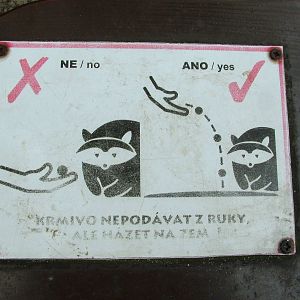 NE / no
ANO / yes
KRMIVO NEPODÁVAT Z RUKY,
ALE HÁZET NA ZEM